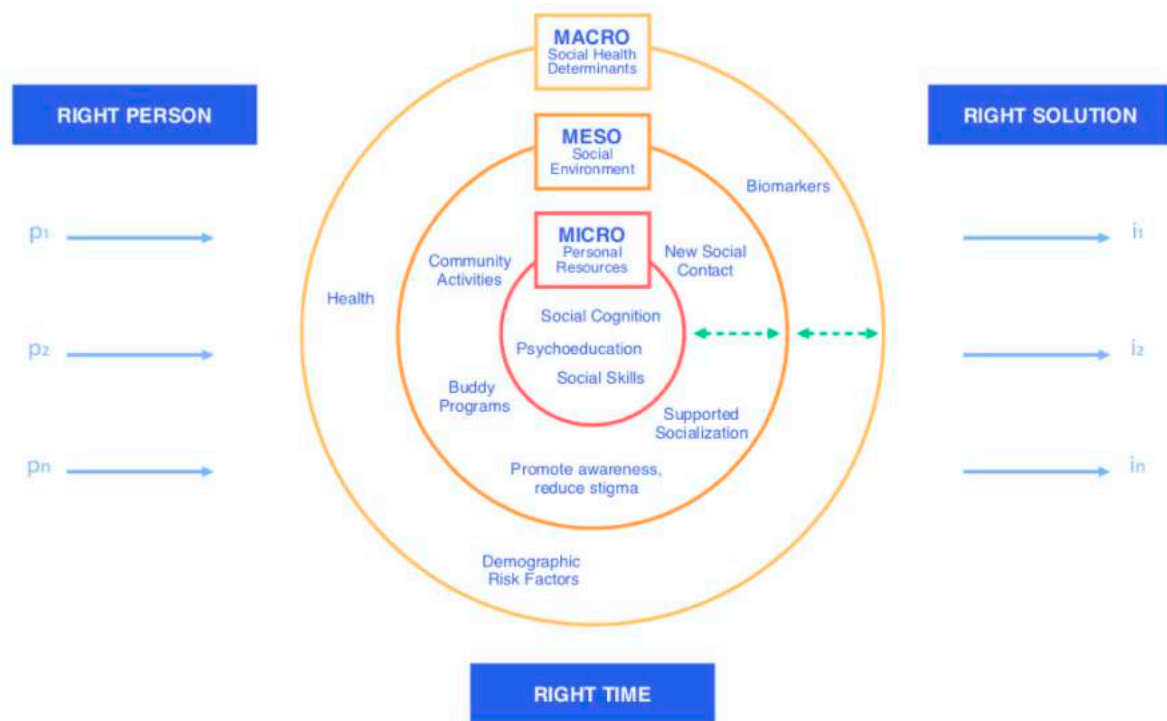 MACRO
Social Health
Determinants
RIGHT PERSON
RIGHT SOLUTION
MESO
Social
Environment
Biomarkers
MICRO
Personal
Resources
p1
i1
Community
Activities
New Social
Contact
Health
Social Cognition
Psychoeducation
Social Skills
p2
i2
Buddy
Programs
Supported
Socialization
Promote awareness,
reduce stigma
pn
in
Demographic
Risk Factors
RIGHT TIME